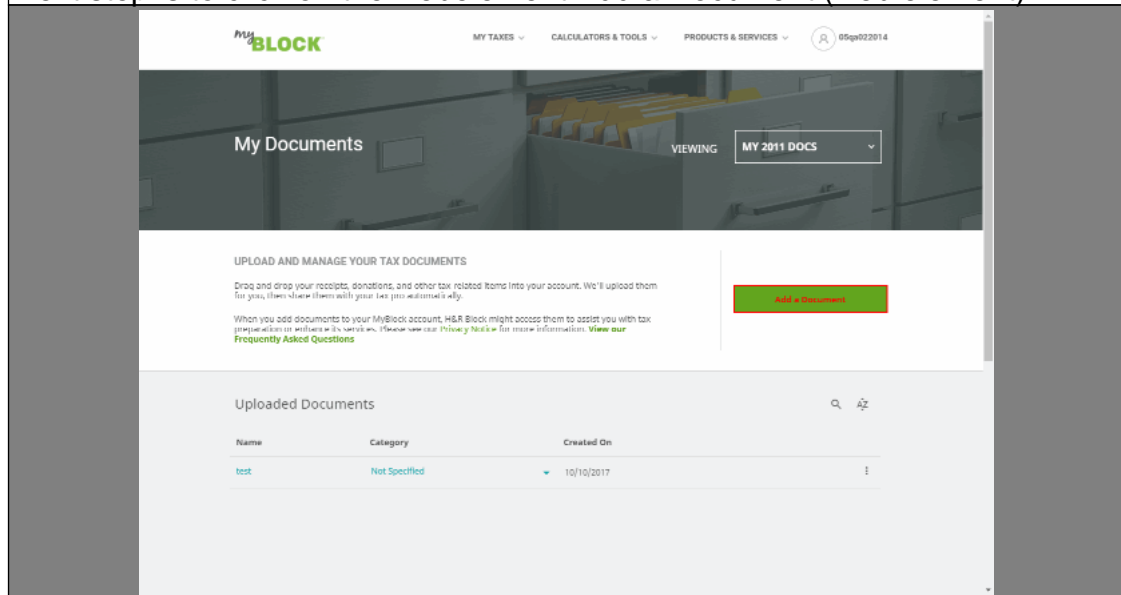 my BLOCK
MY TAXES
CALCULATORS & TOOLS
PRODUCTS & SERVICES
05qa022014
My Documents
VIEWING
MY 2011 DOCS
UPLOAD AND MANAGE YOUR TAX DOCUMENTS
Drag and drop your receipts, donations, and other tax related items into your account. We'll upload them
for you, then share them with your tax pro automatically.
Add a Document
When you add documents to your MyBlock account, H&R Block might access them to assist you with tax
preparation or enhance its services. Please see our Privacy Notice for more information. View our
Frequently Asked Questions
Uploaded Documents
AZ
Name
Category
Created On
test
Not Specified
10/10/2017